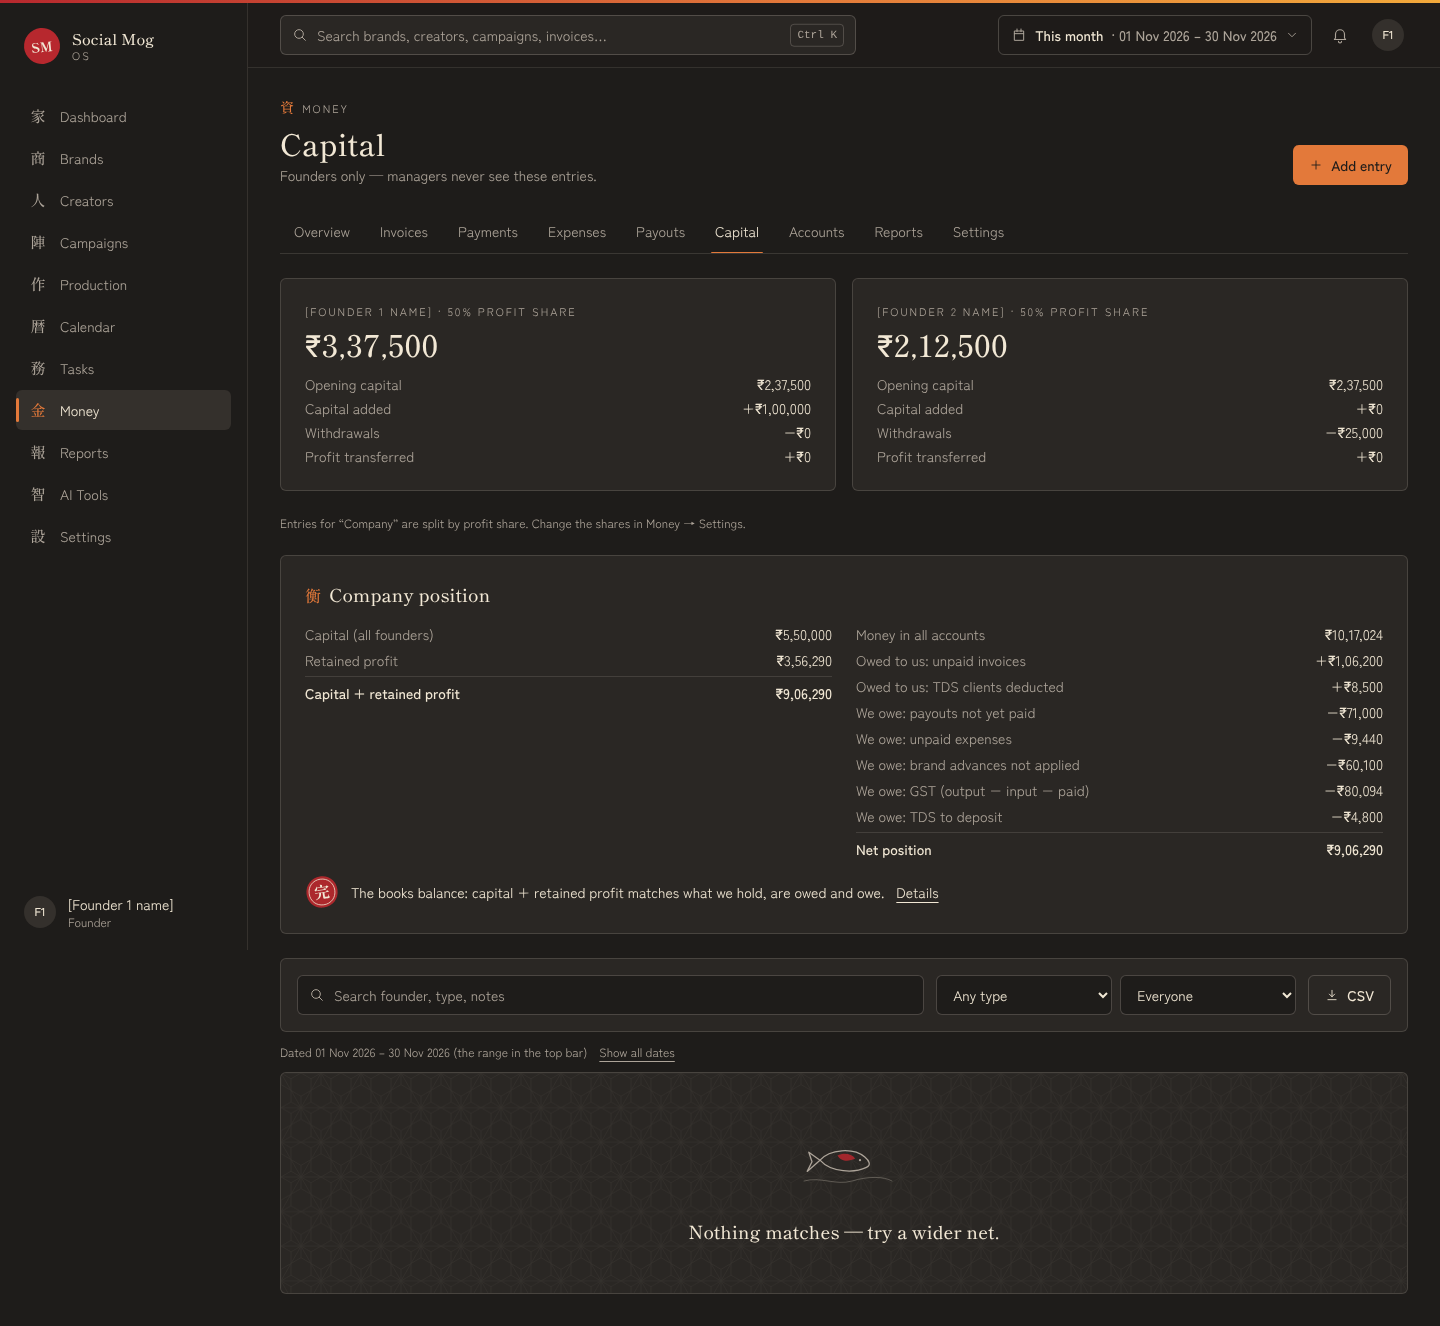 SM
Social Mog
OS
家 Dashboard
商 Brands
人 Creators
陣 Campaigns
作 Production
暦 Calendar
務 Tasks
金 Money
報 Reports
智 AI Tools
設 Settings
F1
[Founder 1 name]
Founder
Search brands, creators, campaigns, invoices…
Ctrl K
This month · 01 Nov 2026 – 30 Nov 2026
F1
資 MONEY
Capital
Founders only — managers never see these entries.
+ Add entry
Overview Invoices Payments Expenses Payouts Capital Accounts Reports Settings
[FOUNDER 1 NAME] · 50% PROFIT SHARE
₹3,37,500
Opening capital ₹2,37,500
Capital added +₹1,00,000
Withdrawals −₹0
Profit transferred +₹0
[FOUNDER 2 NAME] · 50% PROFIT SHARE
₹2,12,500
Opening capital ₹2,37,500
Capital added +₹0
Withdrawals −₹25,000
Profit transferred +₹0
Entries for “Company” are split by profit share. Change the shares in Money → Settings.
衡 Company position
Capital (all founders) ₹5,50,000
Retained profit ₹3,56,290
Capital + retained profit ₹9,06,290
Money in all accounts ₹10,17,024
Owed to us: unpaid invoices +₹1,06,200
Owed to us: TDS clients deducted +₹8,500
We owe: payouts not yet paid −₹71,000
We owe: unpaid expenses −₹9,440
We owe: brand advances not applied −₹60,100
We owe: GST (output − input − paid) −₹80,094
We owe: TDS to deposit −₹4,800
Net position ₹9,06,290
完 The books balance: capital + retained profit matches what we hold, are owed and owe. Details
Search founder, type, notes
Any type
Everyone
CSV
Dated 01 Nov 2026 – 30 Nov 2026 (the range in the top bar) Show all dates
Nothing matches — try a wider net.